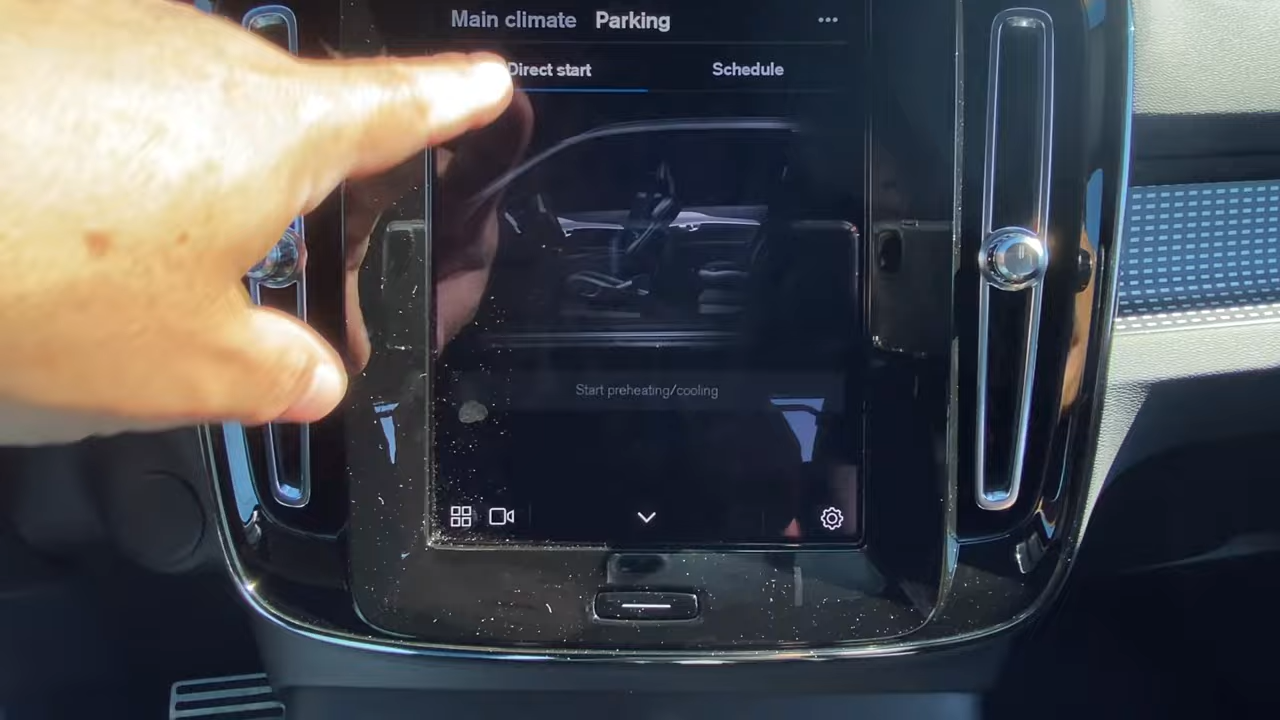 Main climate Parking
Direct start Schedule
Start preheating/cooling